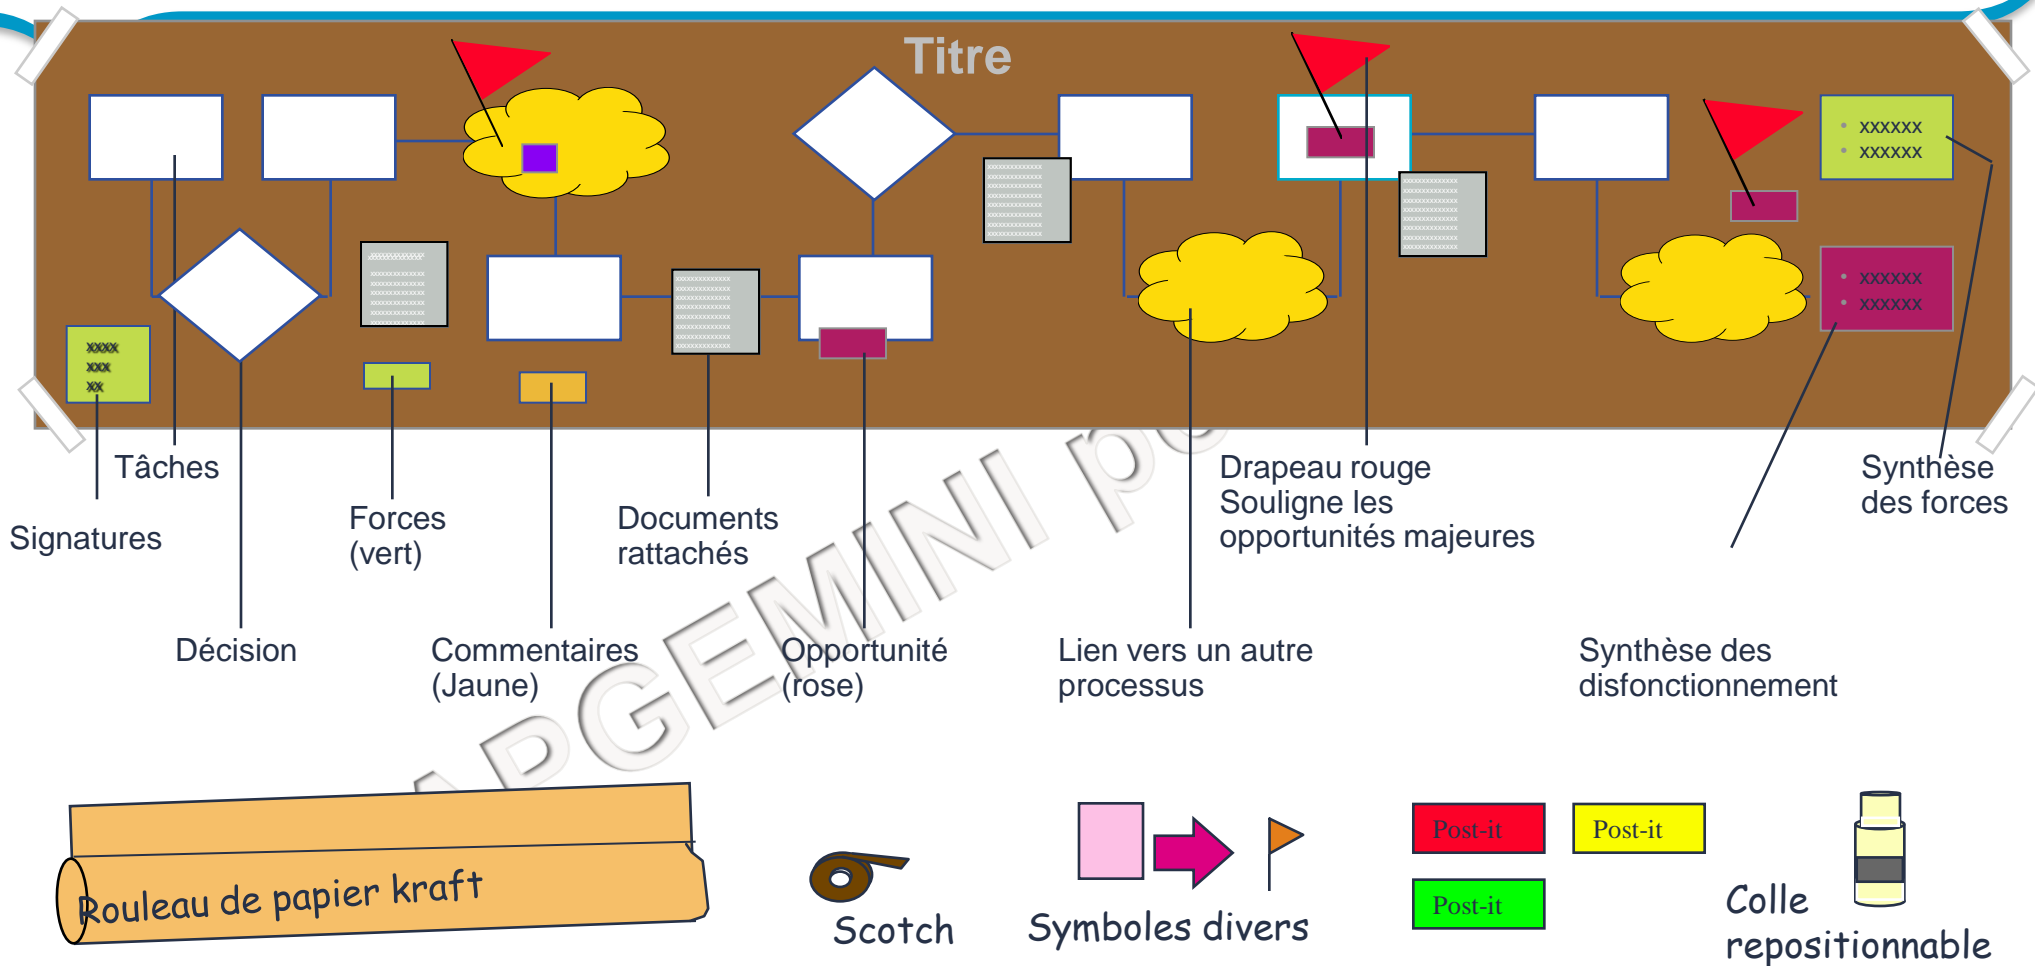 Titre
• xxxxxx
• xxxxxx
• xxxxxx
• xxxxxx
xxxx
xxx
xx
Tâches
Signatures
Forces
(vert)
Documents
rattachés
Drapeau rouge
Souligne les
opportunités majeures
Synthèse
des forces
Décision
Commentaires
(Jaune)
Opportunité
(rose)
Lien vers un autre
processus
Synthèse des
disfonctionnement
APGEMINI po
Rouleau de papier kraft
Scotch
Symboles divers
Post-it
Post-it
Post-it
Colle
repositionnable